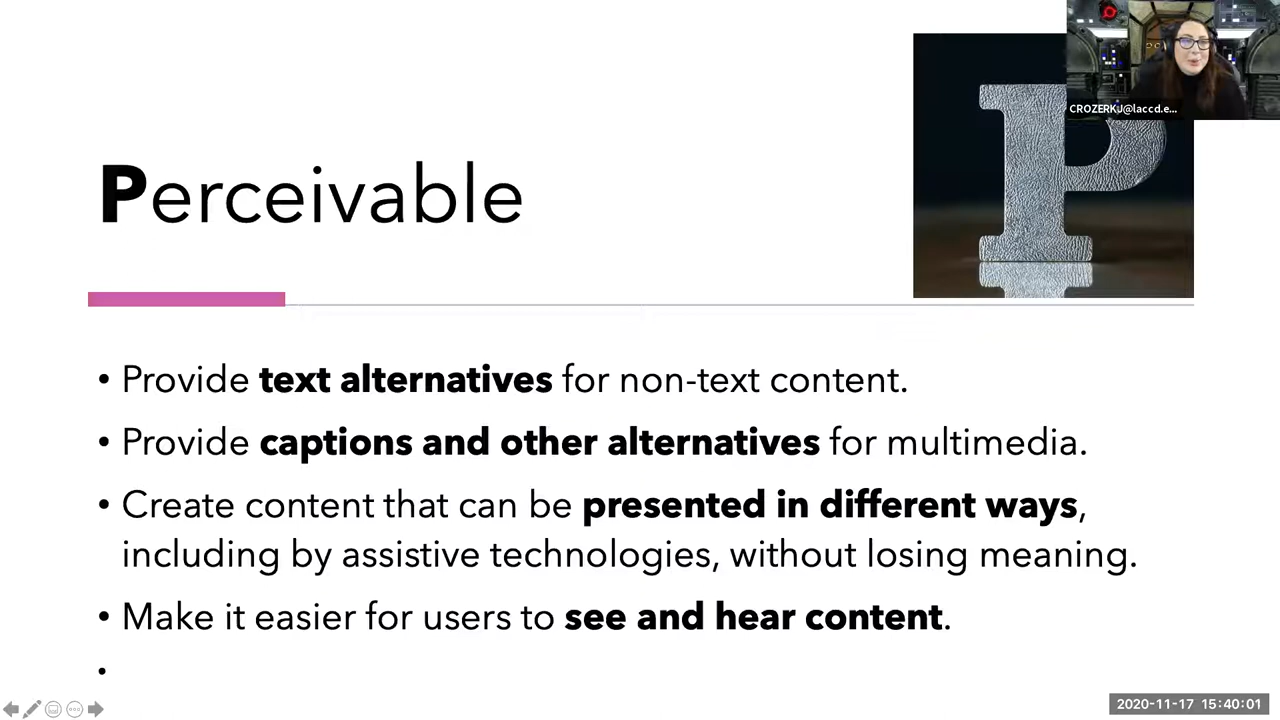 CROZERKJ@laccd.e...
Perceivable
• Provide text alternatives for non-text content.
• Provide captions and other alternatives for multimedia.
• Create content that can be presented in different ways,
including by assistive technologies, without losing meaning.
• Make it easier for users to see and hear content.
•
P
2020-11-17 15:40:01